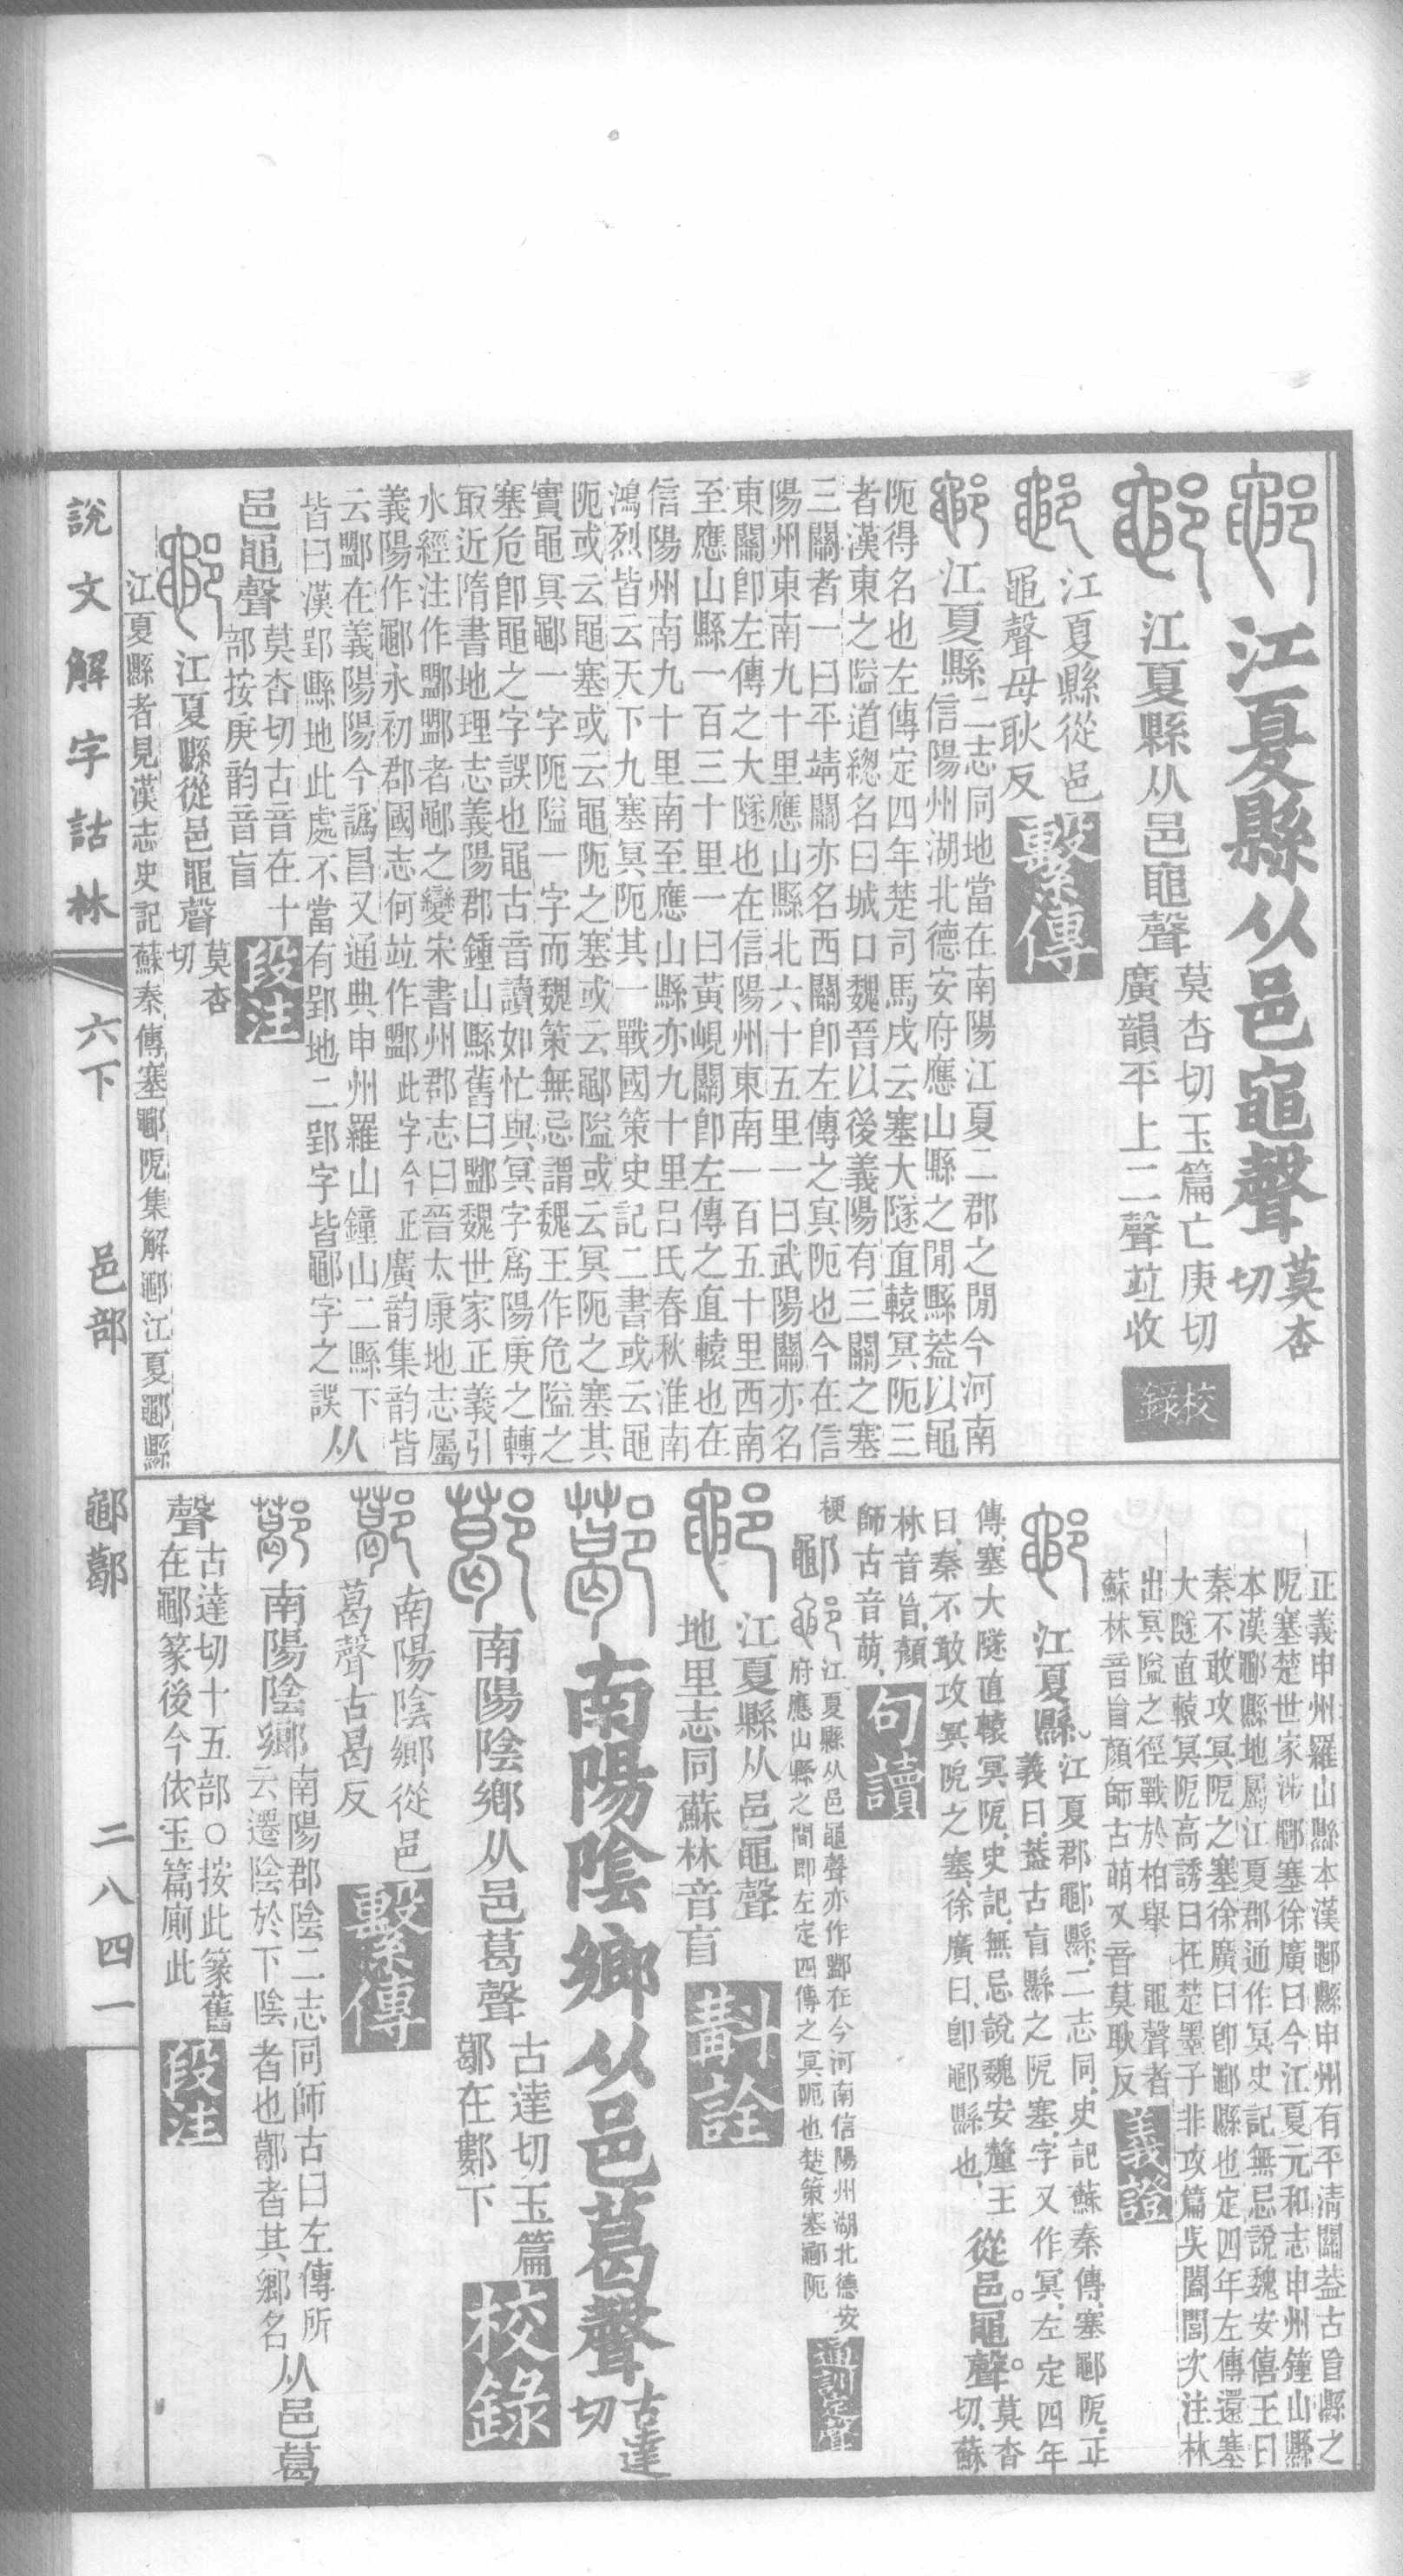 江夏縣从邑黽聲莫杏切
江夏縣从邑黽聲莫杏切玉篇亡庚切
廣韻平上二聲竝收
校錄
江夏縣從邑
黽聲母耿反
繫傳
江夏縣二志同地當在南陽江夏二郡之閒今河南
信陽州湖北德安府應山縣之閒縣葢以黽
阨得名也左傳定四年楚司馬戌云塞大隧直轅冥阨三
者漢東之隘道總名曰城口魏晉以後義陽有三關之塞
三關者一曰平靖關亦名西關卽左傳之冥阨也今在信
陽州東南九十里應山縣北六十五里一曰武陽關亦名
東關卽左傳之大隧也在信陽州東南一百五十里西南
至應山縣一百三十里一曰黃峴關卽左傳之直轅也在
信陽州南九十里南至應山縣亦九十里呂氏春秋淮南
鴻烈皆云天下九塞冥阨其一戰國策史記二書或云黽
阨或云黽塞或云黽阨之塞或云鄳隘或云冥阨之塞其
實黽冥鄳一字阨隘一字而魏策無忌謂魏王作危隘之
塞危卽黽之字誤也黽古音讀如忙與冥字爲陽庚之轉
冣近隋書地理志義陽郡鍾山縣舊曰酆魏世家正義引
水經注作酆酆者鄳之變宋書州郡志曰晉太康地志屬
義陽作鄳永初郡國志何竝作酆此字今正廣韵集韵皆
云酆在義陽陽今譌昌又通典申州羅山鐘山二縣下
皆曰漢郢縣地此處不當有郢地二郢字皆鄳字之誤从
邑黽聲莫杏切古音在十
部按庚韵音盲
段注
江夏縣從邑黽聲莫杏切
江夏縣者見漢志史記蘇秦傳塞鄳阨集解鄳江夏鄳縣
正義申州羅山縣本漢鄳縣申州有平淸關葢古盲縣之
阨塞楚世家涉鄳塞徐廣曰今江夏元和志申州鐘山縣
本漢鄳縣地屬江夏郡通作冥史記無忌說魏安僖王曰
秦不敢攻冥阨之塞徐廣曰卽鄳縣也定四年左傳還塞
大隧直轅冥阨高誘曰在楚墨子非攻篇吳闔閭次注林
出冥隘之徑戰於柏舉 黽聲者
蘇林音盲顏師古萌又音莫耿反
義證
江夏縣江夏郡鄳縣二志同史記蘇秦傳塞鄳阨正
義曰葢古盲縣之阨塞字又作冥左定四年
傳塞大隧直轅冥阨史記無忌說魏安釐王
曰秦不敢攻冥阨之塞徐廣曰卽鄳縣也從邑黽聲莫杏切蘇
林音盲顏
師古音萌
句讀
梗
鄳江夏縣从邑黽聲亦作酆在今河南信陽州湖北德安
府應山縣之間即左定四傳之冥阨也楚策塞鄳阨
通訓定聲
江夏縣从邑黽聲
地里志同蘇林音盲
斠詮
南陽陰鄉从邑葛聲古達切
南陽陰鄉从邑葛聲古達切玉篇
鄒在鄴下
校錄
南陽陰鄉從邑
葛聲古曷反
繫傳
南陽陰鄉南陽郡陰二志同師古曰左傳所
云遷陰於下陰者也鄒者其鄉名从邑葛
聲古達切十五部○按此篆舊
在鄳篆後今依玉篇廁此
段注
說文解字詁林
六下
邑部
鄳
二八四一